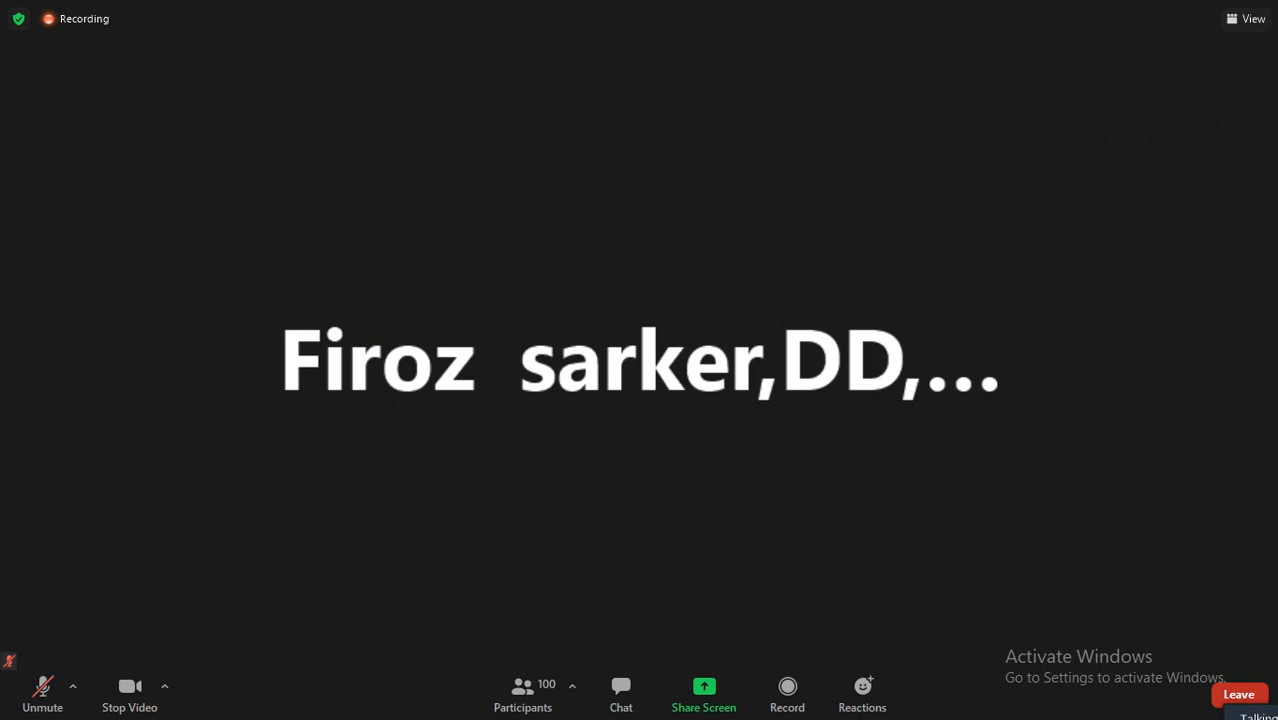 Recording
View
Firoz sarker,DD,...
Activate Windows
Go to Settings to activate Windows.
Unmute
Stop Video
100
Participants
Chat
Share Screen
Record
Reactions
Leave
Talking